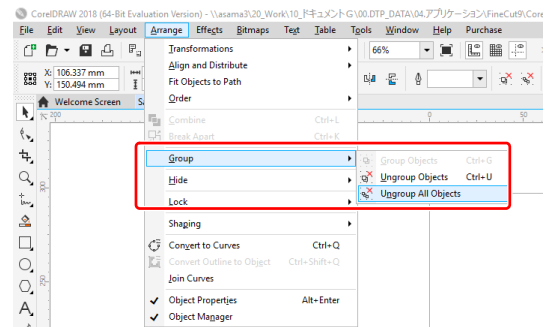 CorelDRAW 2018 (64-Bit Evaluation Version) - \\asama3\20_Work\10_ドキュメントG\00.DTP_DATA\04.アプリケーション\FineCut9\Core
File Edit View Layout Arrange Effects Bitmaps Text Table Tools Window Help Purchase
Transformations
66%
Align and Distribute
X: 106.337 mm
Y: 150.494 mm
Fit Objects to Path
Order
Welcome Screen
200 0 50
Combine Ctrl+L
Break Apart Ctrl+K
Group
Group Objects Ctrl+G
Hide
Ungroup Objects Ctrl+U
300
Lock
Ungroup All Objects
Shaping
Convert to Curves Ctrl+Q
Convert Outline to Object Ctrl+Shift+Q
Join Curves
250
Object Properties Alt+Enter
Object Manager